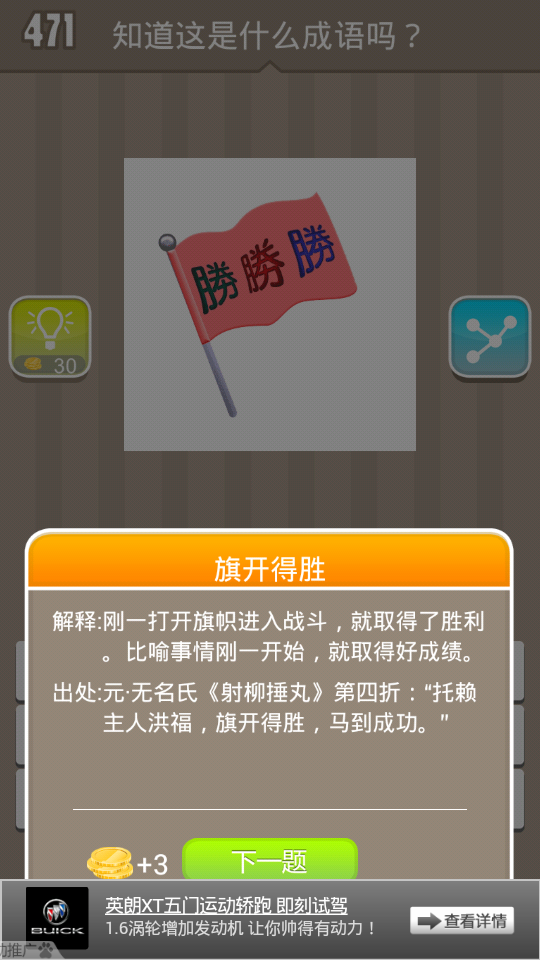 471 知道这是什么成语吗？
勝勝勝
30
旗开得胜
解释:刚一打开旗帜进入战斗，就取得了胜利
。比喻事情刚一开始，就取得好成绩。
出处:元·无名氏《射柳捶丸》第四折：“托赖
主人洪福，旗开得胜，马到成功。”
+3 下一题
英朗XT五门运动轿跑 即刻试驾
1.6涡轮增加发动机 让你帅得有动力！
查看详情
BUICK
推广